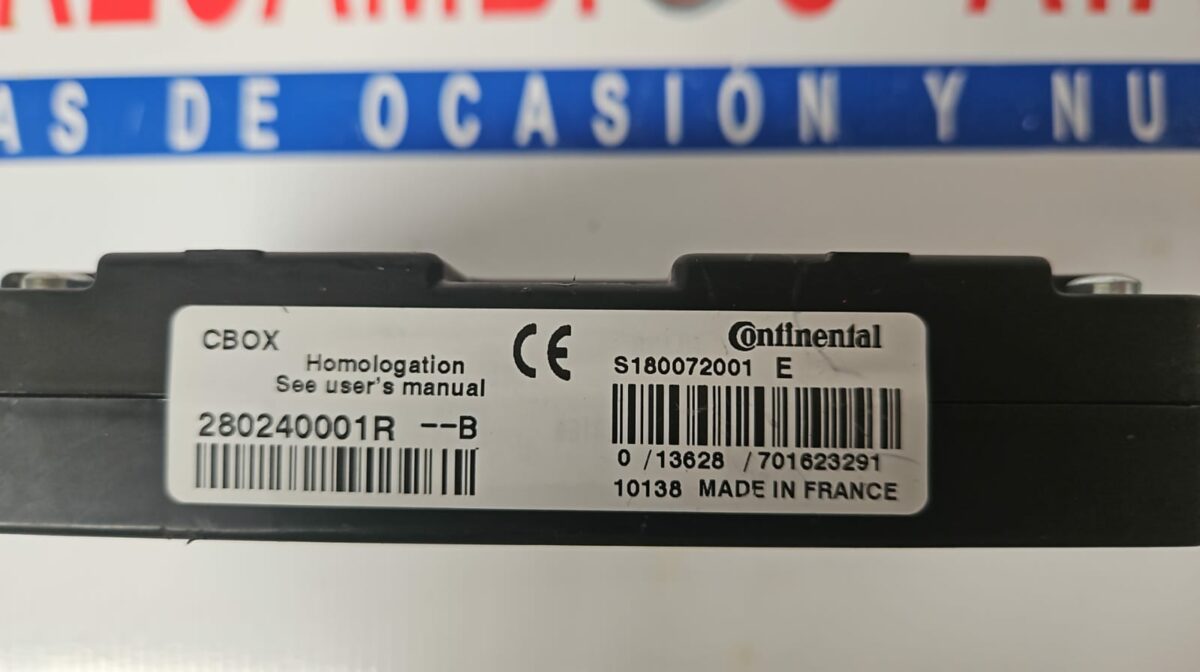 AS DE OCASIÓN Y NU
CBOX
Homologation
See user's manual
280240001R --B
CE
Continental
S180072001 E
0 /13628 /701623291
10138 MADE IN FRANCE